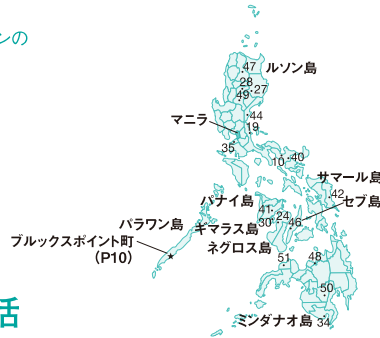 ンの
47
ルソン島
28
27
49
44
マニラ
19
35
10
40
サマール島
42
パナイ島
セブ島
41
24
パラワン島
ギマラス島
30
46
ブルックスポイント町
(P10)
ネグロス島
51
48
50
活
ミンダナオ島
34